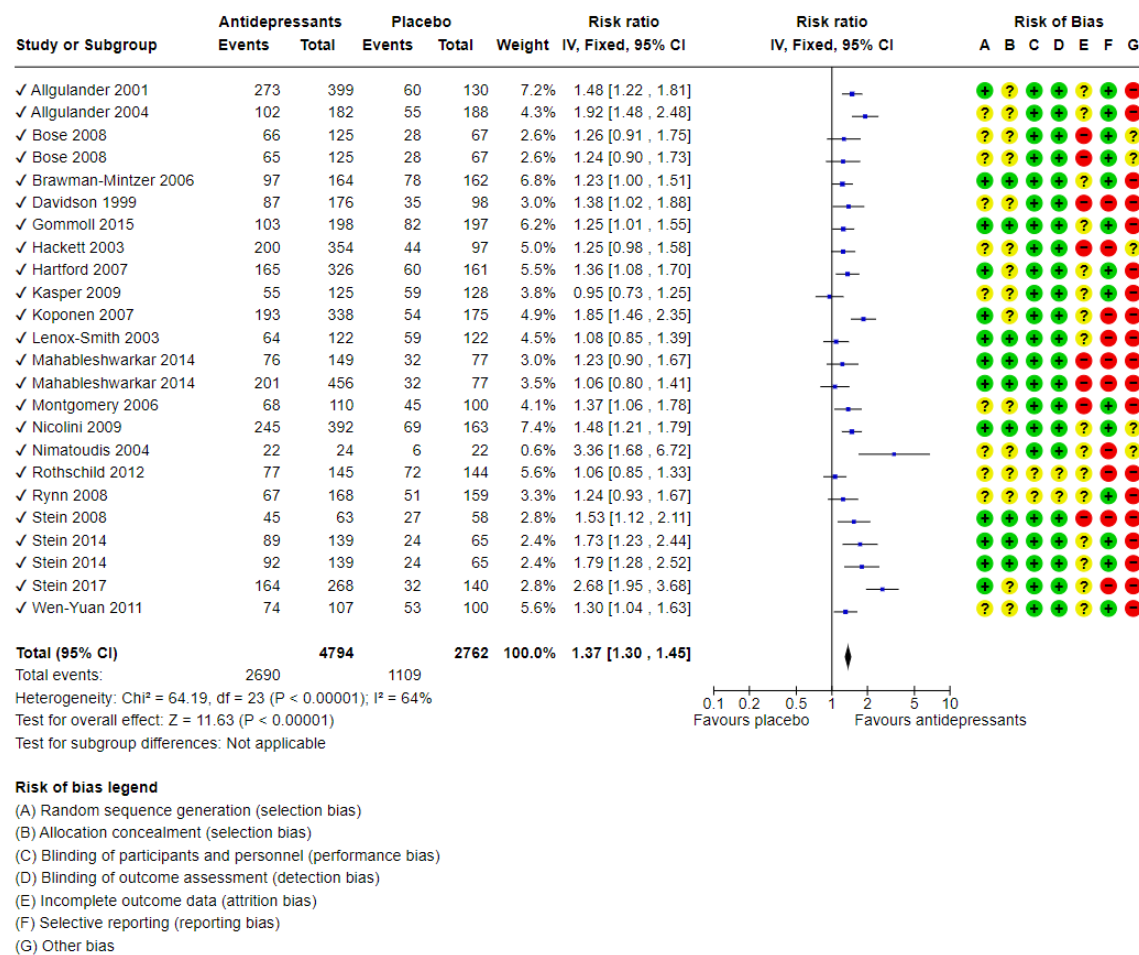 Antidepressants Placebo Risk ratio Risk ratio Risk of Bias
Study or Subgroup Events Total Events Total Weight IV, Fixed, 95% CI IV, Fixed, 95% CI A B C D E F G
✓ Allgulander 2001 273 399 60 130 7.2% 1.48 [1.22 , 1.81] + ? + + ? + −
✓ Allgulander 2004 102 182 55 188 4.3% 1.92 [1.48 , 2.48] ? ? + + ? + −
✓ Bose 2008 66 125 28 67 2.6% 1.26 [0.91 , 1.75] ? ? + + − + ?
✓ Bose 2008 65 125 28 67 2.6% 1.24 [0.90 , 1.73] ? ? + + − + ?
✓ Brawman-Mintzer 2006 97 164 78 162 6.8% 1.23 [1.00 , 1.51] + + + + ? + −
✓ Davidson 1999 87 176 35 98 3.0% 1.38 [1.02 , 1.88] ? ? + + − − −
✓ Gommoll 2015 103 198 82 197 6.2% 1.25 [1.01 , 1.55] + + + + ? + −
✓ Hackett 2003 200 354 44 97 5.0% 1.25 [0.98 , 1.58] ? ? + + − − ?
✓ Hartford 2007 165 326 60 161 5.5% 1.36 [1.08 , 1.70] + ? + + ? + −
✓ Kasper 2009 55 125 59 128 3.8% 0.95 [0.73 , 1.25] ? ? + + ? + −
✓ Koponen 2007 193 338 54 175 4.9% 1.85 [1.46 , 2.35] + ? + + ? − −
✓ Lenox-Smith 2003 64 122 59 122 4.5% 1.08 [0.85 , 1.39] + + + + ? − −
✓ Mahableshwarkar 2014 76 149 32 77 3.0% 1.23 [0.90 , 1.67] + + + + − − −
✓ Mahableshwarkar 2014 201 456 32 77 3.5% 1.06 [0.80 , 1.41] + + + + − − −
✓ Montgomery 2006 68 110 45 100 4.1% 1.37 [1.06 , 1.78] ? ? + + − + −
✓ Nicolini 2009 245 392 69 163 7.4% 1.48 [1.21 , 1.79] + + + + ? + ?
✓ Nimatoudis 2004 22 24 6 22 0.6% 3.36 [1.68 , 6.72] ? ? + + ? − ?
✓ Rothschild 2012 77 145 72 144 5.6% 1.06 [0.85 , 1.33] ? ? ? ? ? − −
✓ Rynn 2008 67 168 51 159 3.3% 1.24 [0.93 , 1.67] ? ? ? ? ? + −
✓ Stein 2008 45 63 27 58 2.8% 1.53 [1.12 , 2.11] + + + + − − −
✓ Stein 2014 89 139 24 65 2.4% 1.73 [1.23 , 2.44] + + + + ? + −
✓ Stein 2014 92 139 24 65 2.4% 1.79 [1.28 , 2.52] + + + + ? + −
✓ Stein 2017 164 268 32 140 2.8% 2.68 [1.95 , 3.68] + ? + + ? − −
✓ Wen-Yuan 2011 74 107 53 100 5.6% 1.30 [1.04 , 1.63] ? ? + + ? + −
Total (95% CI) 4794 2762 100.0% 1.37 [1.30 , 1.45]
Total events: 2690 1109
Heterogeneity: Chi² = 64.19, df = 23 (P < 0.00001); I² = 64%
0.1 0.2 0.5 1 2 5 10
Test for overall effect: Z = 11.63 (P < 0.00001)
Favours placebo Favours antidepressants
Test for subgroup differences: Not applicable
Risk of bias legend
(A) Random sequence generation (selection bias)
(B) Allocation concealment (selection bias)
(C) Blinding of participants and personnel (performance bias)
(D) Blinding of outcome assessment (detection bias)
(E) Incomplete outcome data (attrition bias)
(F) Selective reporting (reporting bias)
(G) Other bias